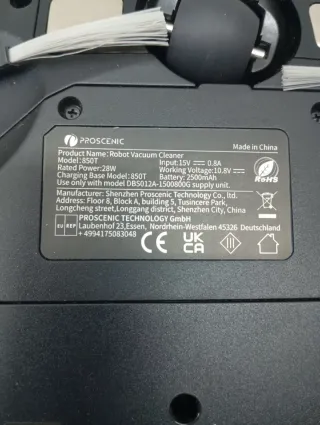 PROSCENIC
Made in China
Product Name: Robot Vacuum Cleaner
Model: 850T Input: 15V 0.8A
Rated Power: 28W Working Voltage: 10.8V
Charging Base Model: 850T Battery: 2500mAh
Use only with model DBS012A-1500800G supply unit.
RoHS
Manufacturer: Shenzhen Proscenic Technology Co., ltd.
Address: Floor 8, Block A, building 5, Tusincere Park,
Longcheng street,Longgang district, Shenzhen City, China
EU REP
PROSCENIC TECHNOLOGY GmbH
Laubenhof 23,Essen, Nordrhein-Westfalen 45326 Deutschland
+ 4994175083048
CE
UK
CA
III